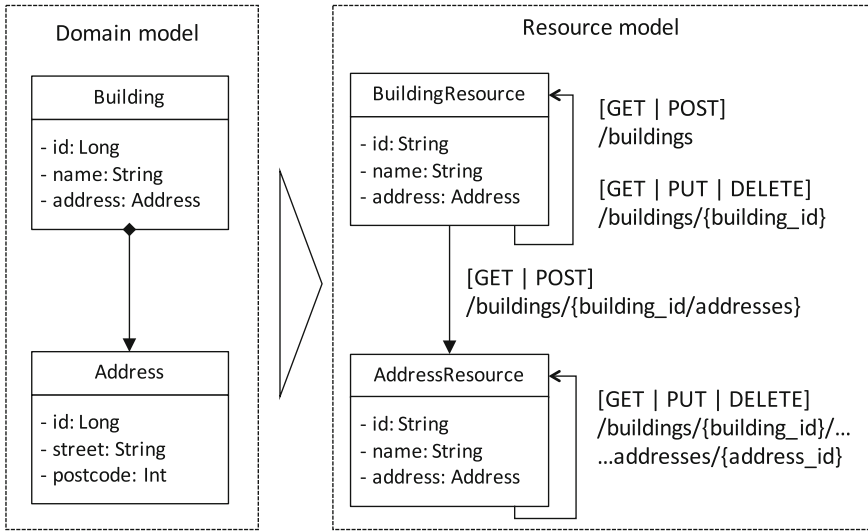 Domain model
Building
- id: Long
- name: String
- address: Address
Address
- id: Long
- street: String
- postcode: Int
Resource model
BuildingResource
- id: String
- name: String
- address: Address
[GET | POST]
/buildings
[GET | PUT | DELETE]
/buildings/{building_id}
[GET | POST]
/buildings/{building_id/addresses}
AddressResource
- id: String
- name: String
- address: Address
[GET | PUT | DELETE]
/buildings/{building_id}/...
...addresses/{address_id}